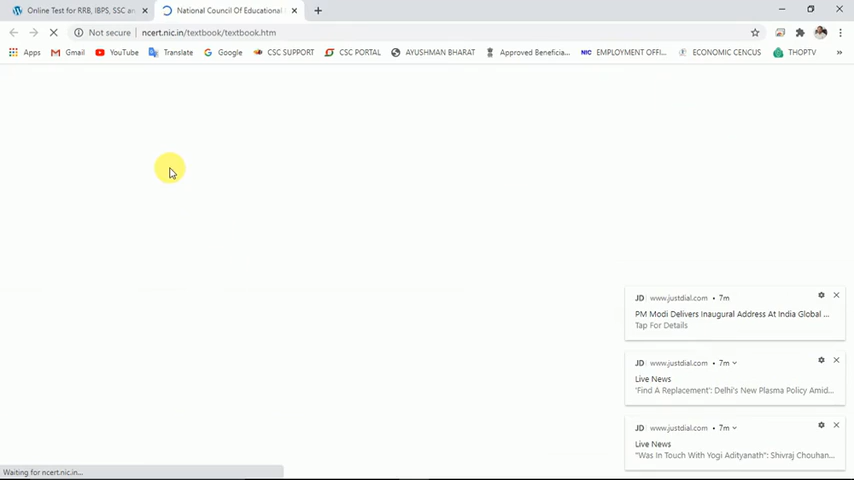 Online Test for RRB, IBPS, SSC an
National Council Of Educational
Not secure
ncert.nic.in/textbook/textbook.htm
Apps
Gmail
YouTube
Translate
Google
CSC SUPPORT
CSC PORTAL
AYUSHMAN BHARAT
Approved Beneficia...
NIC EMPLOYMENT OFFI...
ECONOMIC CENCUS
THOPTV
JD www.justdial.com • 7m
PM Modi Delivers Inaugural Address At India Global ...
Tap For Details
JD www.justdial.com • 7m
Live News
'Find A Replacement': Delhi's New Plasma Policy Amid...
JD www.justdial.com • 7m
Live News
"Was In Touch With Yogi Adityanath": Shivraj Chouhan...
Waiting for ncert.nic.in...